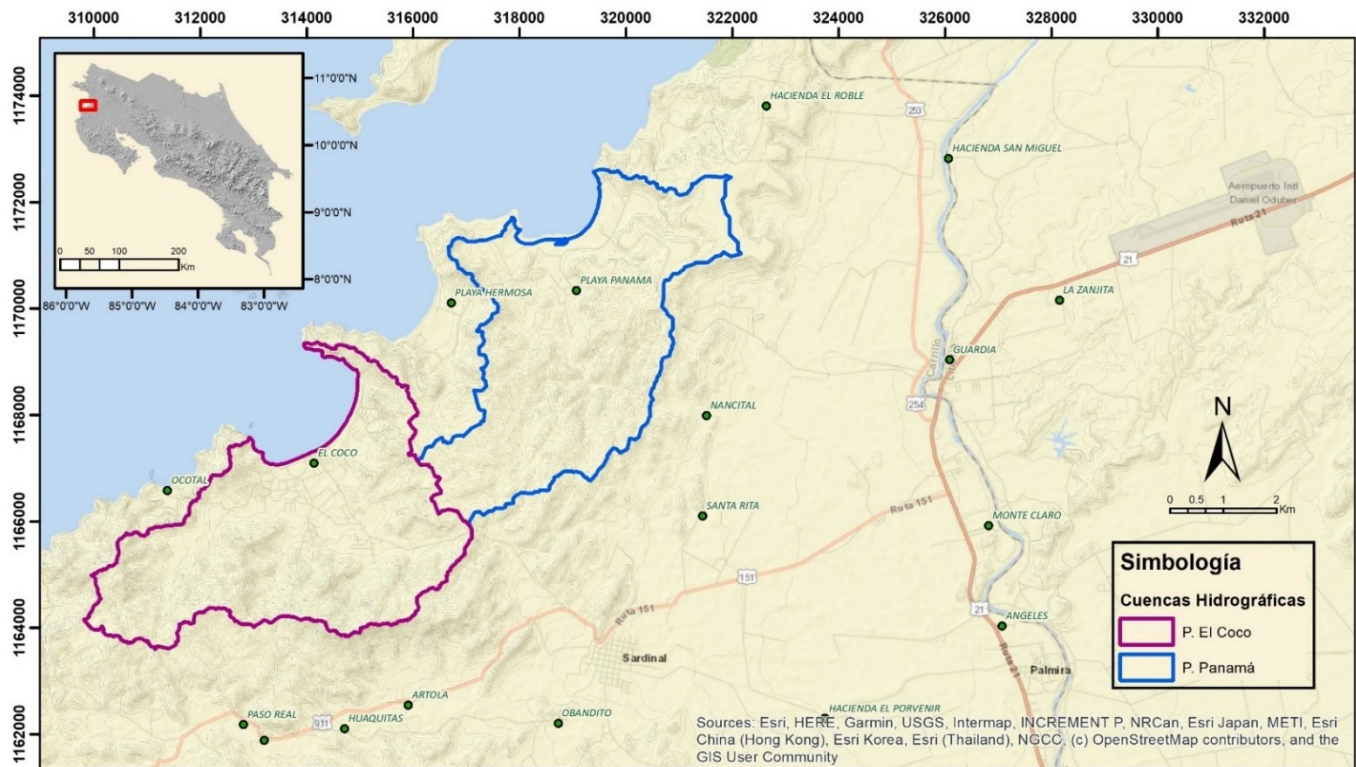 310000 312000 314000 316000 318000 320000 322000 324000 326000 328000 330000 332000
1174000
1172000
1170000
1168000
1166000
1164000
1162000
11°0'0"N
10°0'0"N
9°0'0"N
8°0'0"N
0 50 100 200
Km
86°0'0"W 85°0'0"W 84°0'0"W 83°0'0"W
HACIENDA EL ROBLE
253
HACIENDA SAN MIGUEL
Aeropuerto Intl
Daniel Oduber
Ruta 21
21
PLAYA HERMOSA
PLAYA PANAMA
LA ZANJITA
Carrillo
GUARDIA
254
NANCITAL
EL COCO
OCOTAL
SANTA RITA
Ruta 151
MONTE CLARO
N
0 0.5 1 2
Km
151
Ruta 151
21
ANGELES
Sardinal
Ruta 21
Palmira
Simbología
Cuencas Hidrográficas
P. El Coco
P. Panamá
ARTOLA
PASO REAL
911
HUAQUITAS
OBANDITO
HACIENDA EL PORVENIR
Sources: Esri, HERE, Garmin, USGS, Intermap, INCREMENT P, NRCan, Esri Japan, METI, Esri
China (Hong Kong), Esri Korea, Esri (Thailand), NGCC, (c) OpenStreetMap contributors, and the
GIS User Community